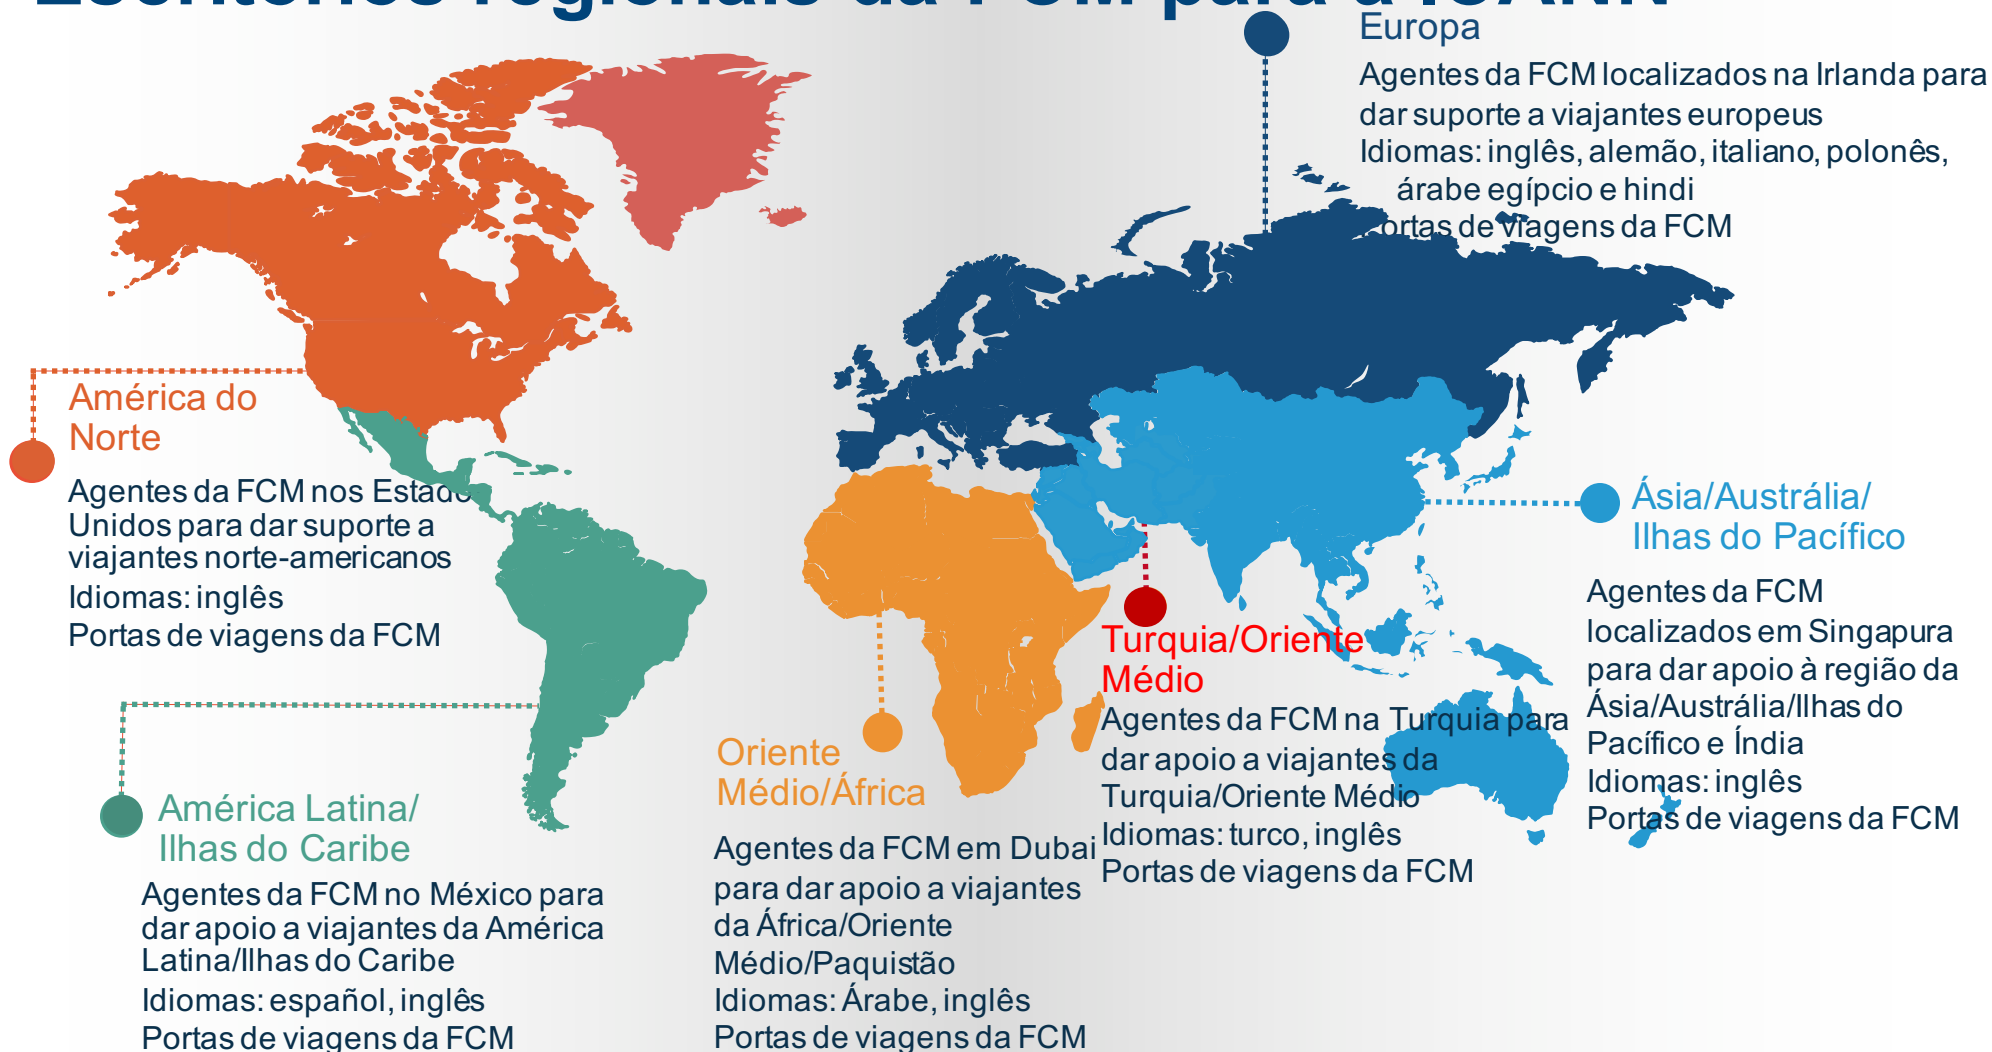 Escritórios regionais da FCM para a ICANN
Europa
Agentes da FCM localizados na Irlanda para
dar suporte a viajantes europeus
Idiomas: inglês, alemão, italiano, polonês,
árabe egípcio e hindi
ortas de viagens da FCM
América do
Norte
Agentes da FCM nos Estado
Unidos para dar suporte a
viajantes norte-americanos
Idiomas: inglês
Portas de viagens da FCM
América Latina/
Ilhas do Caribe
Agentes da FCM no México para
dar apoio a viajantes da América
Latina/Ilhas do Caribe
Idiomas: español, inglês
Portas de viagens da FCM
Oriente
Médio/África
Agentes da FCM em Dubai
para dar apoio a viajantes
da África/Oriente
Médio/Paquistão
Idiomas: Árabe, inglês
Portas de viagens da FCM
Turquia/Oriente
Médio
Agentes da FCM na Turquia para
dar apoio a viajantes da
Turquia/Oriente Médio
Idiomas: turco, inglês
Portas de viagens da FCM
Ásia/Austrália/
Ilhas do Pacífico
Agentes da FCM
localizados em Singapura
para dar apoio à região da
Ásia/Austrália/Ilhas do
Pacífico e Índia
Idiomas: inglês
Portas de viagens da FCM